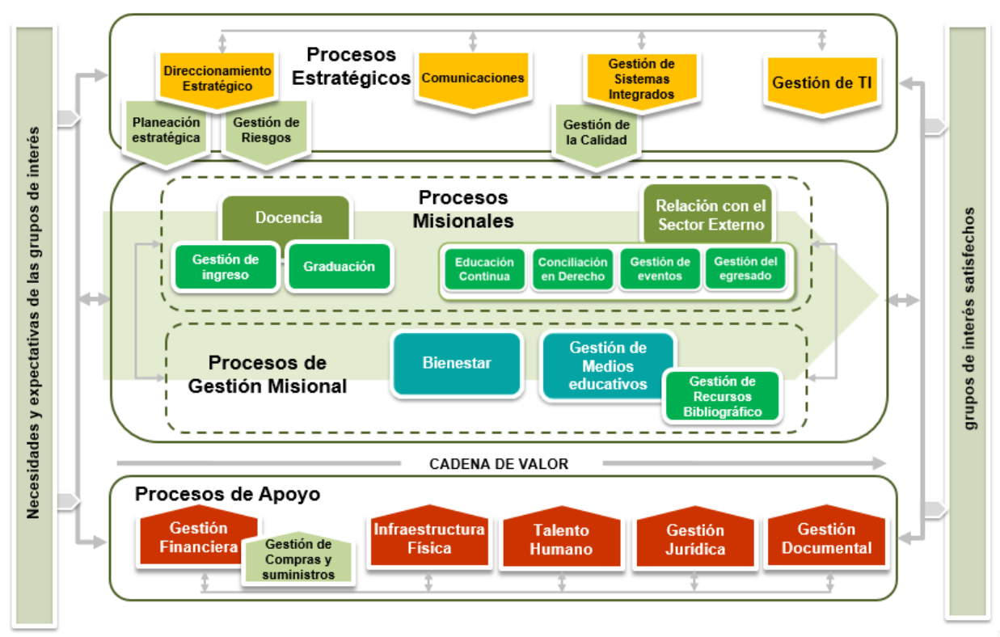 Necesidades y expectativas de las grupos de interés
Procesos
Estratégicos
Direccionamiento
Estratégico
Planeación
estratégica
Gestión de
Riesgos
Comunicaciones
Gestión de
Sistemas
Integrados
Gestión de
la Calidad
Gestión de TI
Procesos
Misionales
Docencia
Gestión de
ingreso
Graduación
Relación con el
Sector Externo
Educación
Continua
Conciliación
en Derecho
Gestión de
eventos
Gestión del
egresado
Procesos de
Gestión Misional
Bienestar
Gestión de
Medios
educativos
Gestión de
Recursos
Bibliográfico
CADENA DE VALOR
Procesos de Apoyo
Gestión
Financiera
Gestión de
Compras y
suministros
Infraestructura
Física
Talento
Humano
Gestión
Jurídica
Gestión
Documental
grupos de interés satisfechos